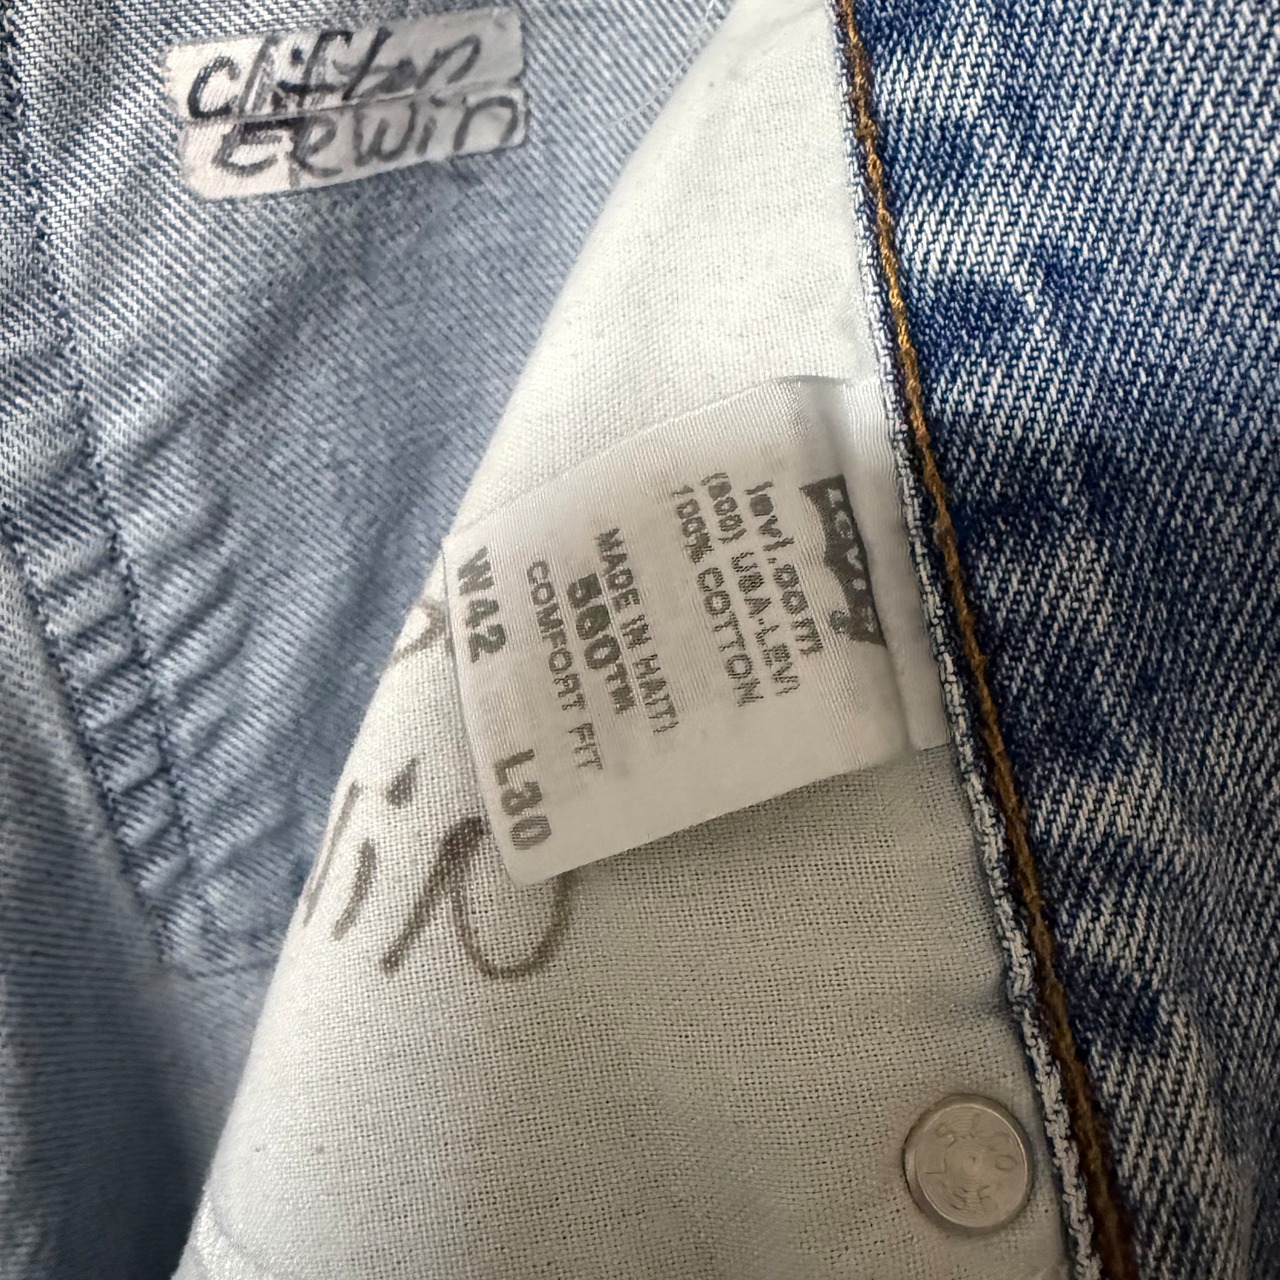 Clifton
ERWin
Levi's
levi.com
(800) USA-LEVI
100% COTTON
MADE IN HAITI
560™
COMFORT FIT
W42 L30